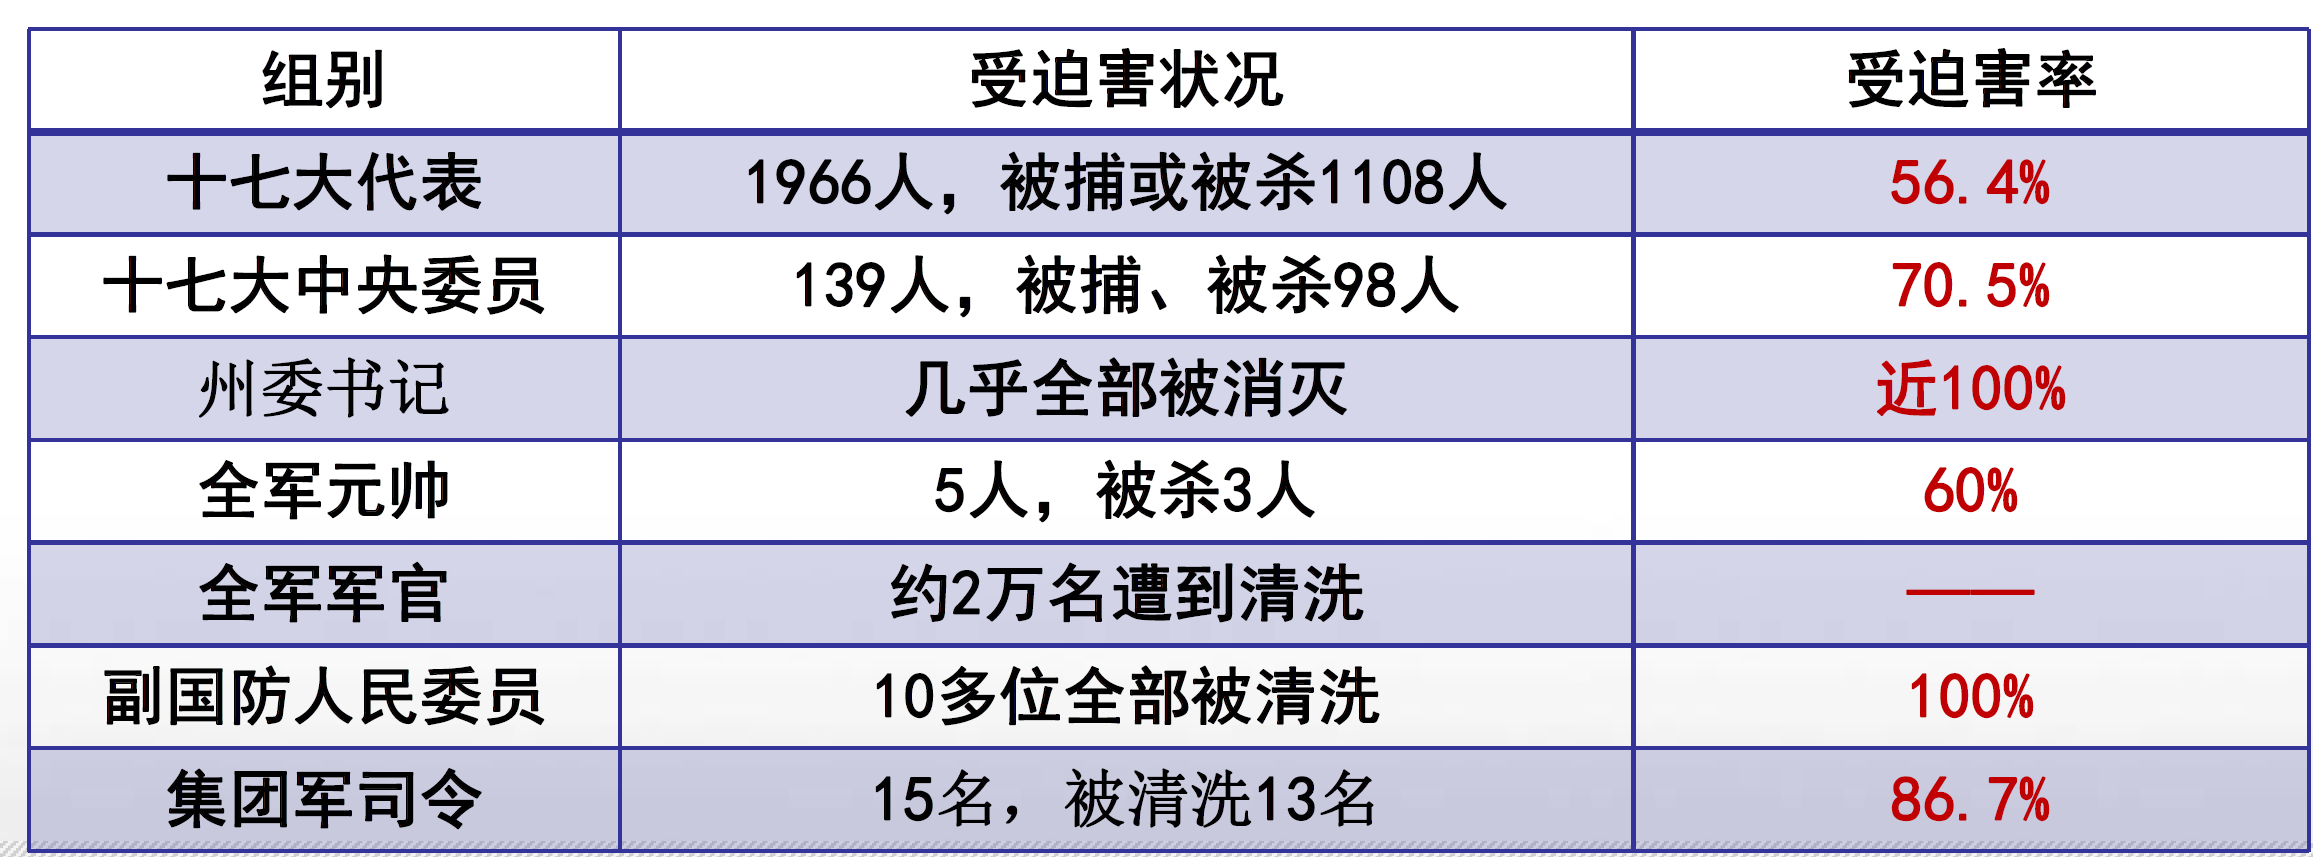 组别 受迫害状况 受迫害率
十七大代表 1966人，被捕或被杀1108人 56.4%
十七大中央委员 139人，被捕、被杀98人 70.5%
州委书记 几乎全部被消灭 近100%
全军元帅 5人，被杀3人 60%
全军军官 约2万名遭到清洗 ——
副国防人民委员 10多位全部被清洗 100%
集团军司令 15名，被清洗13名 86.7%